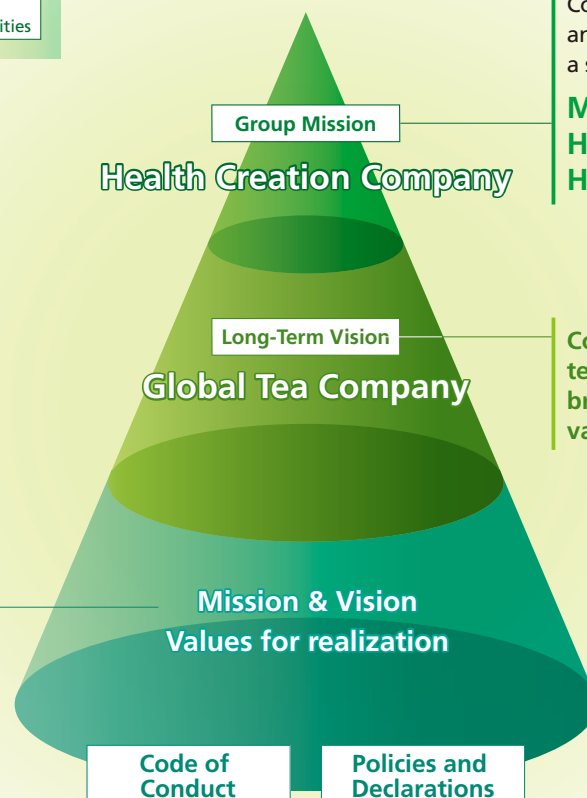 ities
Group Mission
Health Creation Company
Long-Term Vision
Global Tea Company
Mission & Vision
Values for realization
Code of
Conduct
Policies and
Declarations